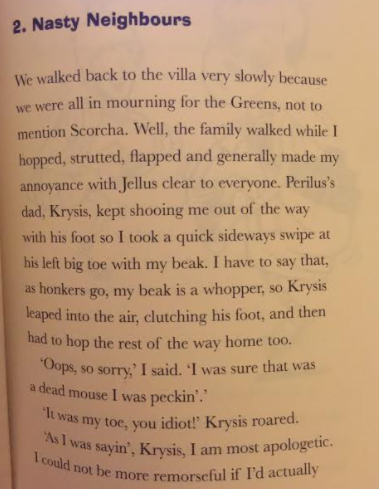 2. Nasty Neighbours
We walked back to the villa very slowly because
we were all in mourning for the Greens, not to
mention Scorcha. Well, the family walked while I
hopped, strutted, flapped and generally made my
annoyance with Jellus clear to everyone. Perilus's
dad, Krysis, kept shooing me out of the way
with his foot so I took a quick sideways swipe at
his left big toe with my beak. I have to say that,
as honkers go, my beak is a whopper, so Krysis
leaped into the air, clutching his foot, and then
had to hop the rest of the way home too.
'Oops, so sorry,' I said. 'I was sure that was
a dead mouse I was peckin'.'
'It was my toe, you idiot!' Krysis roared.
'As I was sayin', Krysis, I am most apologetic.
I could not be more remorseful if I'd actually